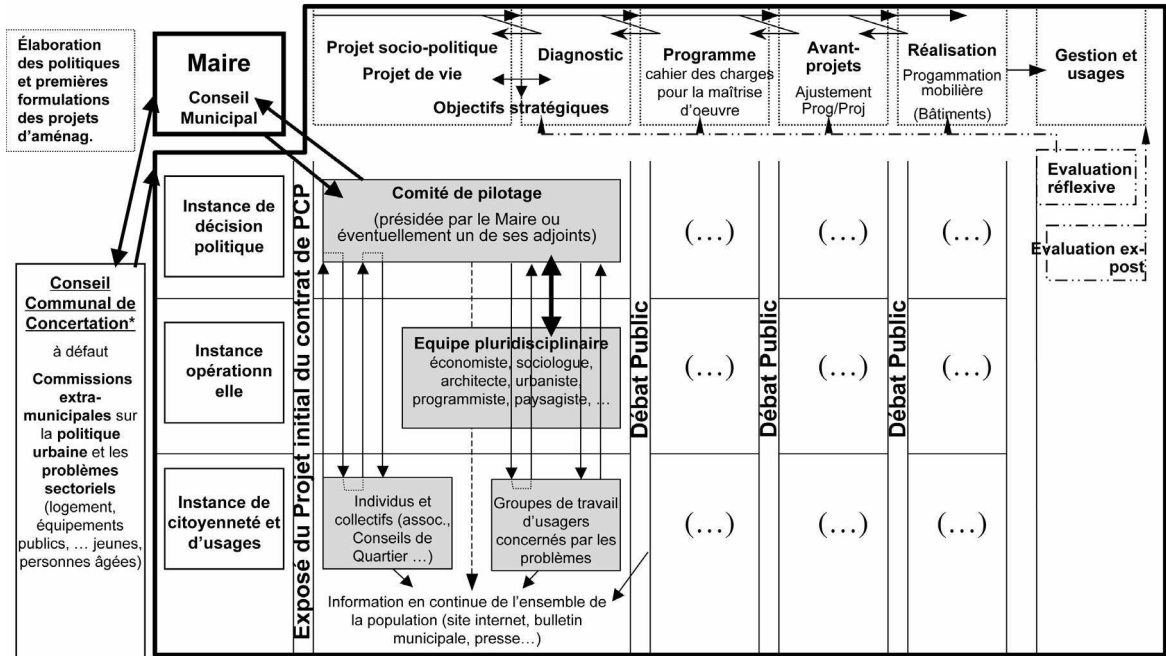 Élaboration
des politiques
et premières
formulations
des projets
d'aménag.
Maire
Conseil
Municipal
Projet socio-politique
Projet de vie
Diagnostic
Objectifs stratégiques
Programme
cahier des charges
pour la maîtrise
d'oeuvre
Avant-
projets
Ajustement
Prog/Proj
Réalisation
Progammation
mobilière
(Bâtiments)
Gestion et
usages
Evaluation
réflexive
Evaluation ex-
post
Conseil
Communal de
Concertation*
à défaut
Commissions
extra-
municipales sur
la politique
urbaine et les
problèmes
sectoriels
(logement,
équipements
publics, … jeunes,
personnes âgées)
Instance de
décision
politique
Instance
opérationn
elle
Instance de
citoyenneté et
d'usages
Exposé du Projet initial du contrat de PCP
Comité de pilotage
(présidée par le Maire ou
éventuellement un de ses adjoints)
Equipe pluridisciplinaire
économiste, sociologue,
architecte, urbaniste,
programmiste, paysagiste, …
Individus et
collectifs (assoc.,
Conseils de
Quartier …)
Groupes de travail
d'usagers
concernés par les
problèmes
Information en continue de l'ensemble de
la population (site internet, bulletin
municipale, presse…)
Débat Public
(…)
(…)
(…)
Débat Public
(…)
(…)
(…)
Débat Public
(…)
(…)
(…)